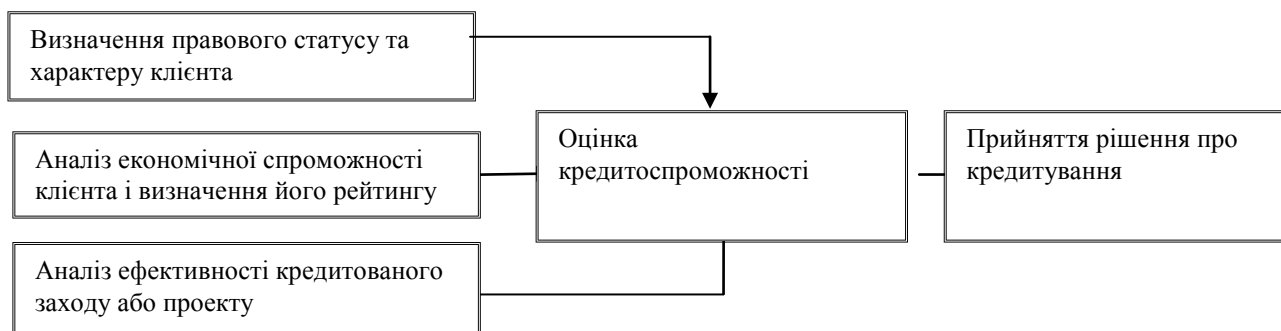 Визначення правового статусу та
характеру клієнта
Аналіз економічної спроможності
клієнта і визначення його рейтингу
Аналіз ефективності кредитованого
заходу або проекту
Оцінка
кредитоспроможності
Прийняття рішення про
кредитування